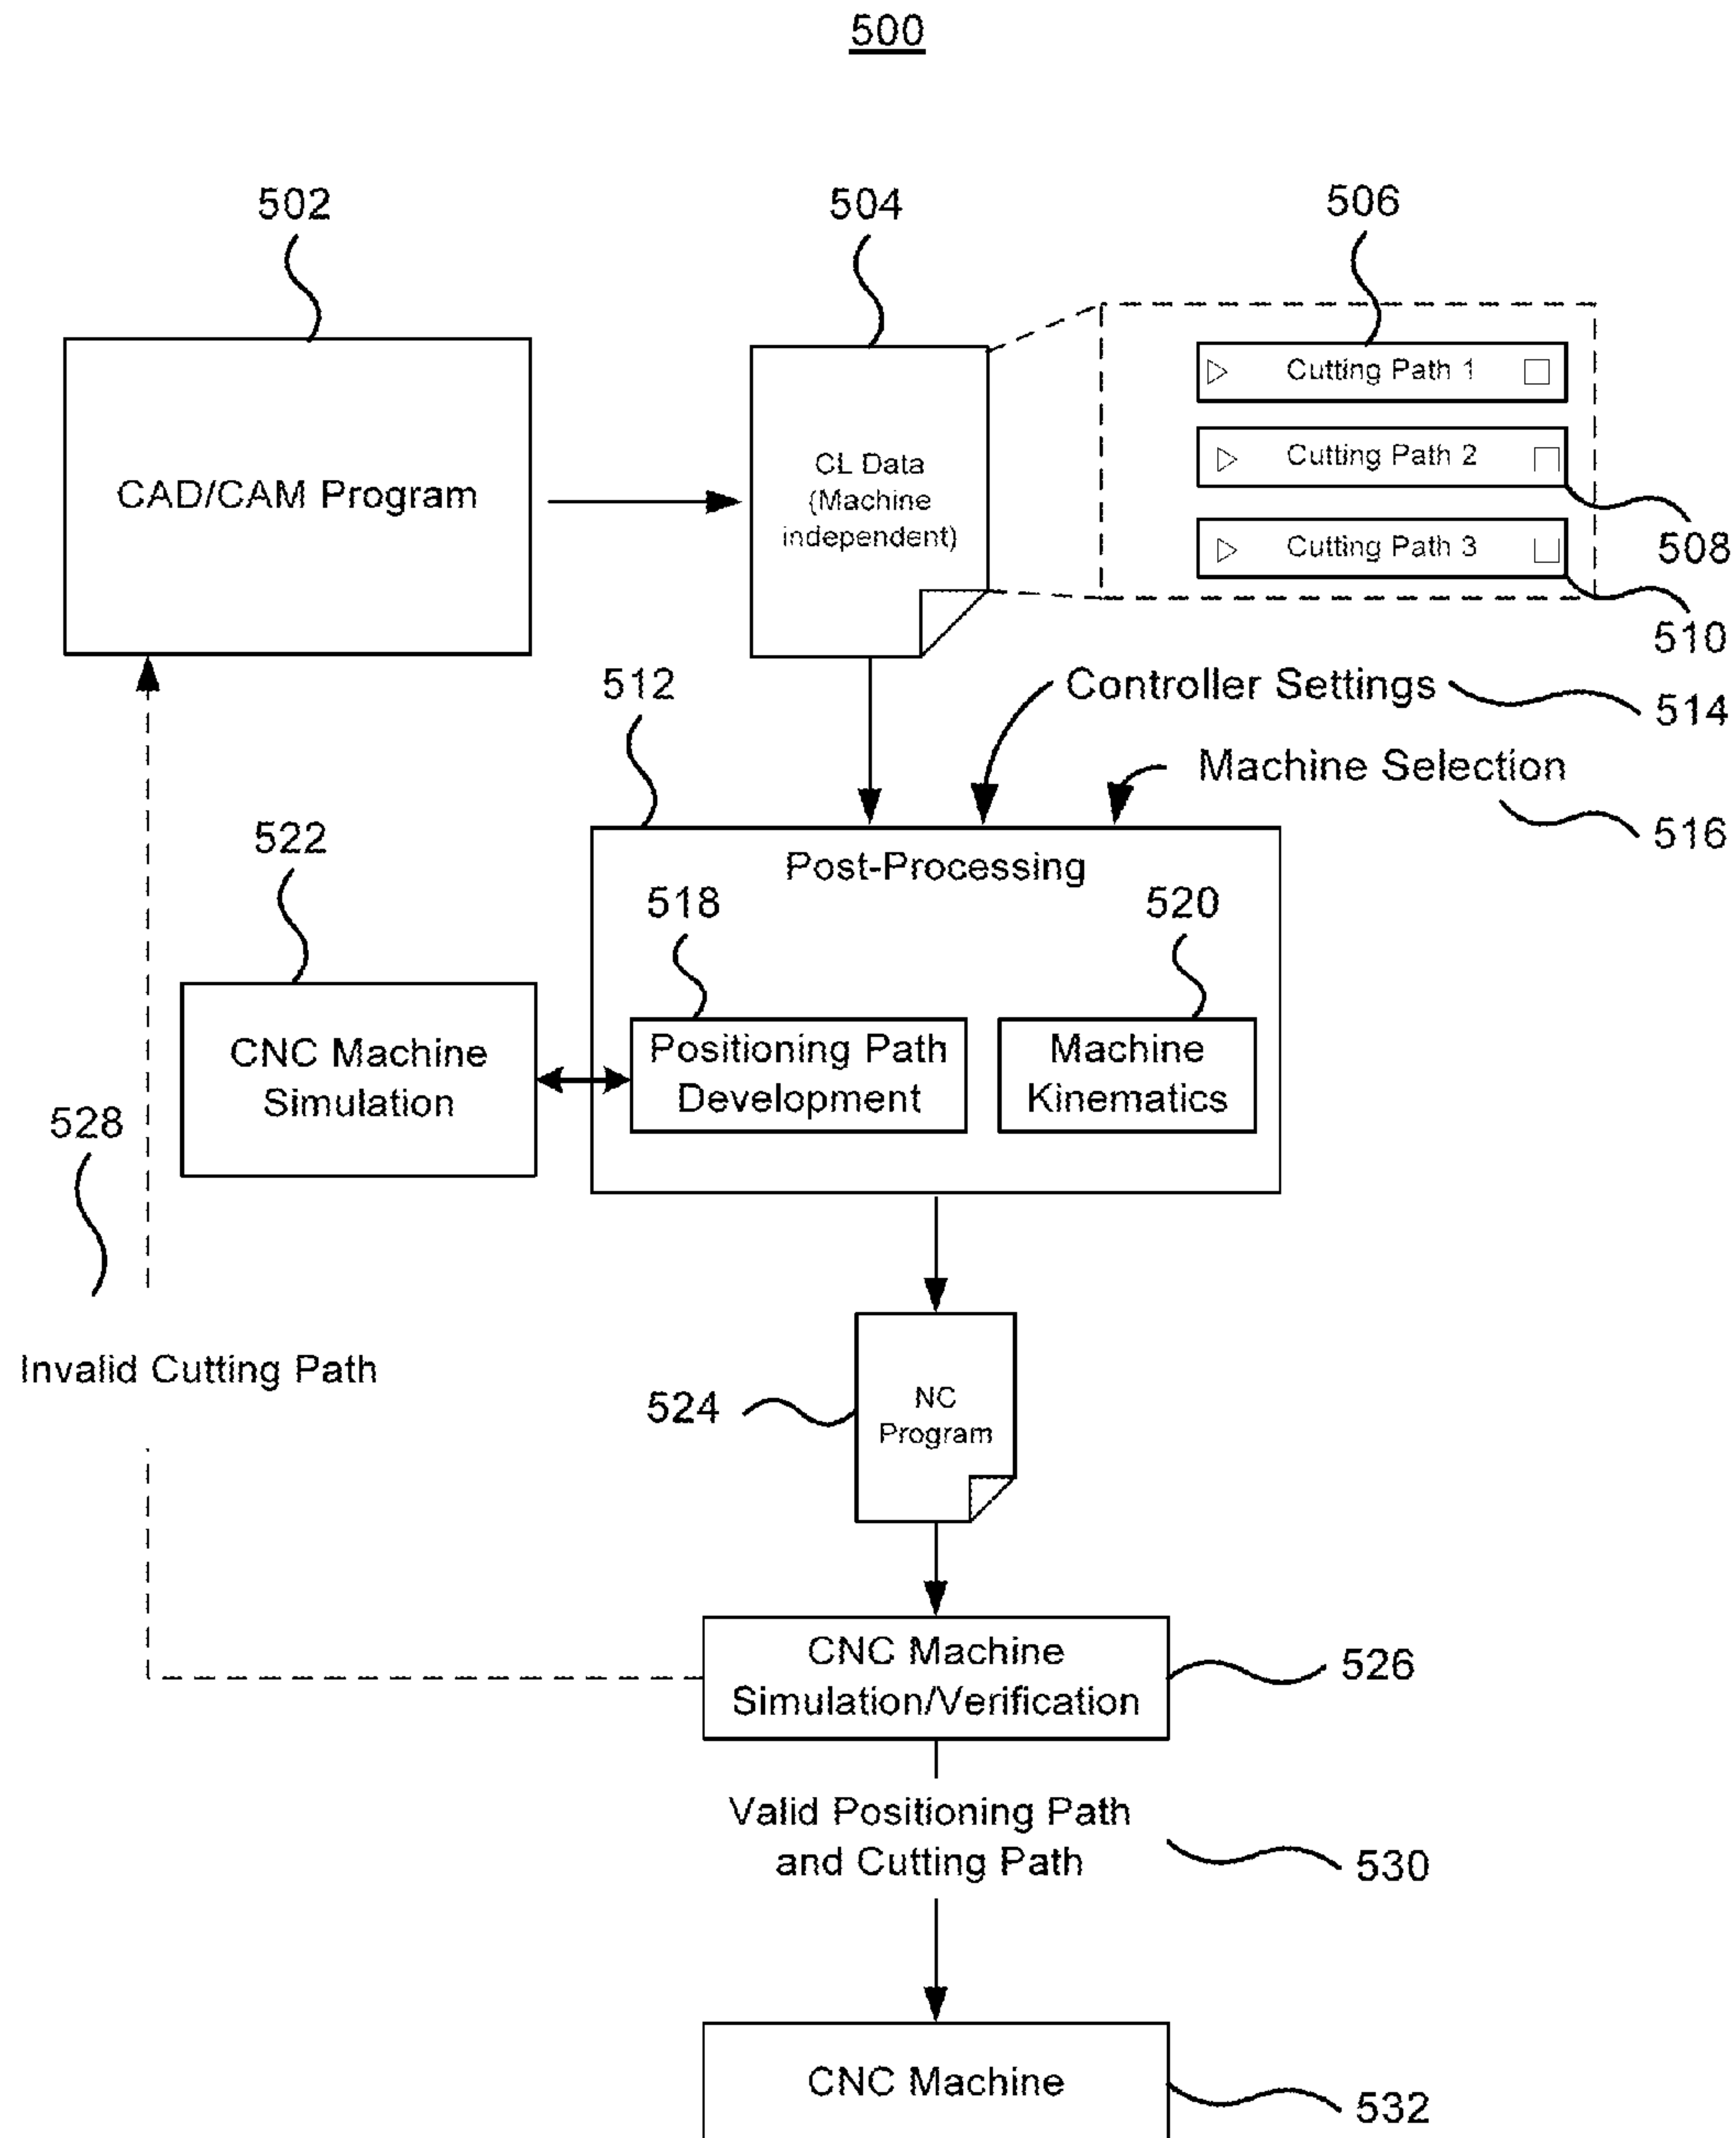 500
502
504
506
CAD/CAM Program
CL Data
(Machine
independent)
Cutting Path 1
Cutting Path 2
Cutting Path 3
508
510
512
Controller Settings
514
Machine Selection
516
Post-Processing
518
520
522
Positioning Path
Development
Machine
Kinematics
CNC Machine
Simulation
528
Invalid Cutting Path
524
NC
Program
CNC Machine
Simulation/Verification
526
Valid Positioning Path
and Cutting Path
530
CNC Machine
532